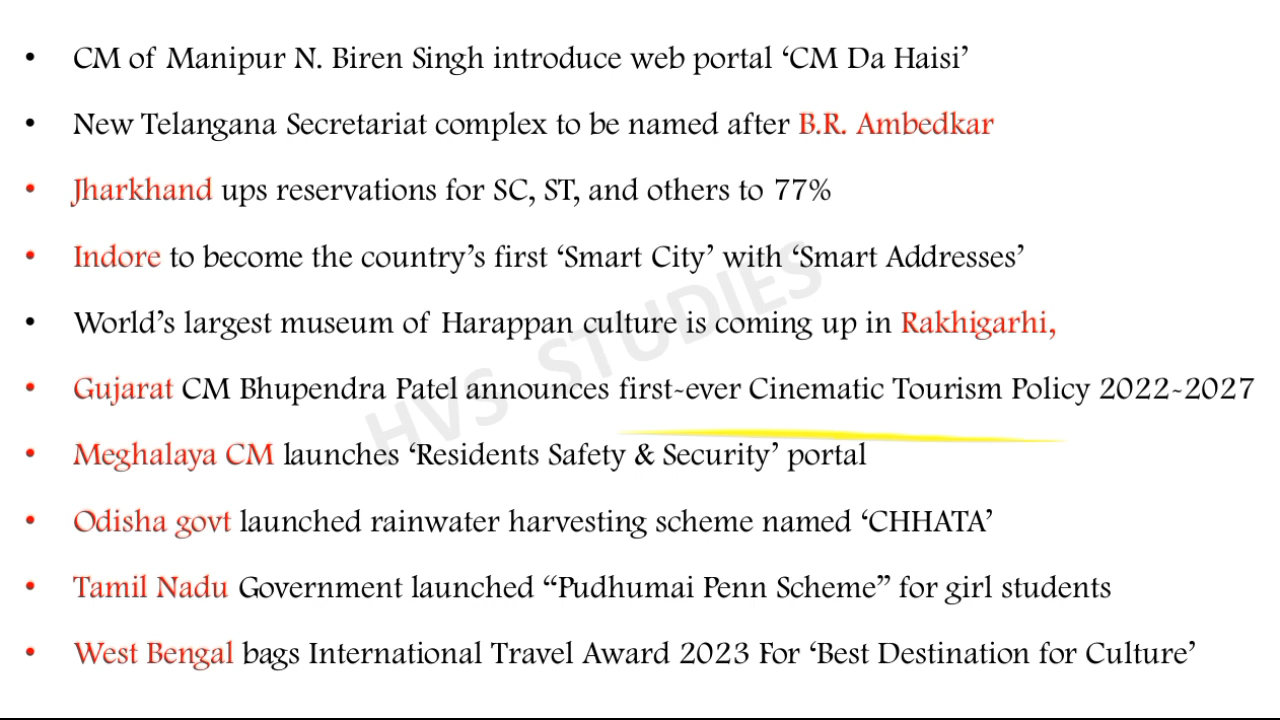 • CM of Manipur N. Biren Singh introduce web portal ‘CM Da Haisi’
• New Telangana Secretariat complex to be named after B.R. Ambedkar
• Jharkhand ups reservations for SC, ST, and others to 77%
• Indore to become the country’s first ‘Smart City’ with ‘Smart Addresses’
• World’s largest museum of Harappan culture is coming up in Rakhigarhi,
• Gujarat CM Bhupendra Patel announces first-ever Cinematic Tourism Policy 2022-2027
• Meghalaya CM launches ‘Residents Safety & Security’ portal
• Odisha govt launched rainwater harvesting scheme named ‘CHHATA’
• Tamil Nadu Government launched “Pudhumai Penn Scheme” for girl students
• West Bengal bags International Travel Award 2023 For ‘Best Destination for Culture’
HVS STUDIES